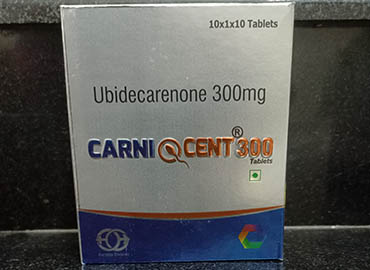 10x1x10 Tablets
Ubidecarenone 300mg
CARNI Q CENT® 300
Tablets